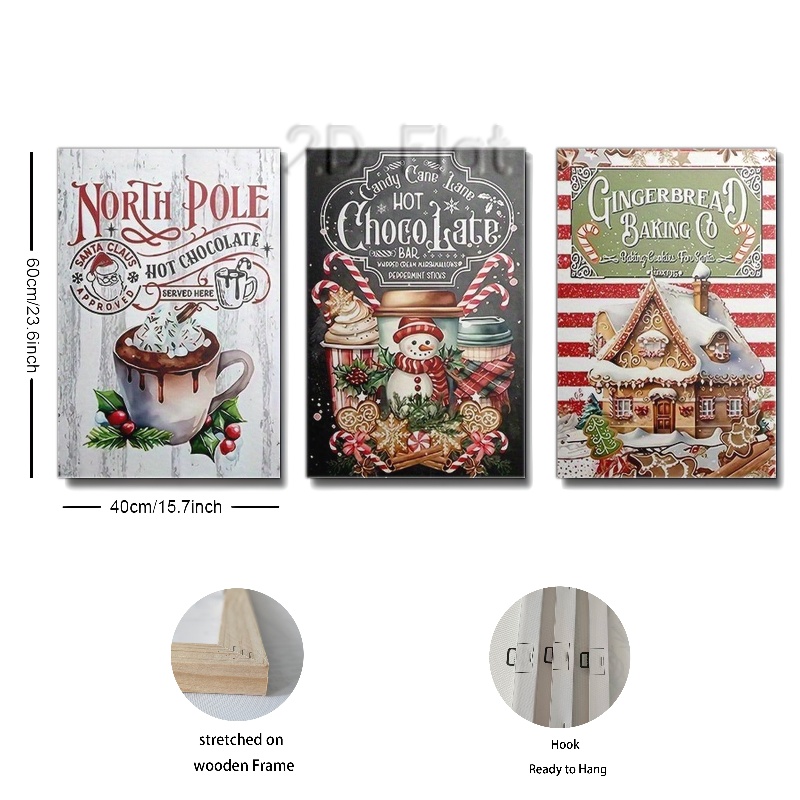 2D Flat
60cm/23.6inch
40cm/15.7inch
NORTH POLE
SANTA CLAUS
APPROVED
HOT CHOCOLATE
SERVED HERE
Candy Cane Lane
HOT
ChocoLate
BAR
WHIPPED CREAM MARSHMALLOWS
PEPPERMINT STICKS
GINGERBREAD
BAKING CO
Baking Cookies For Santa
stretched on
wooden Frame
Hook
Ready to Hang